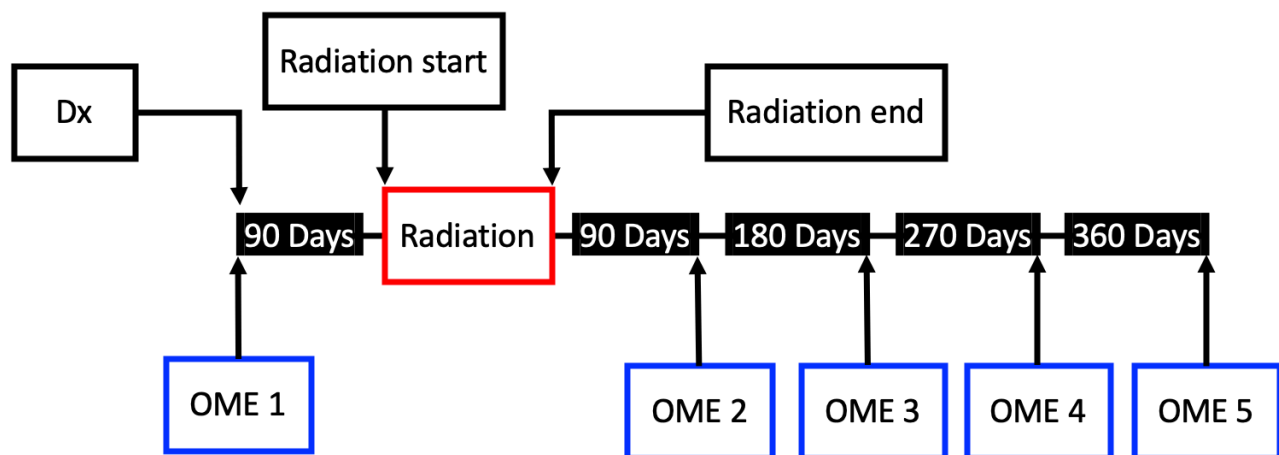 Radiation start
Dx
Radiation end
90 Days
Radiation
90 Days
180 Days
270 Days
360 Days
OME 1
OME 2
OME 3
OME 4
OME 5